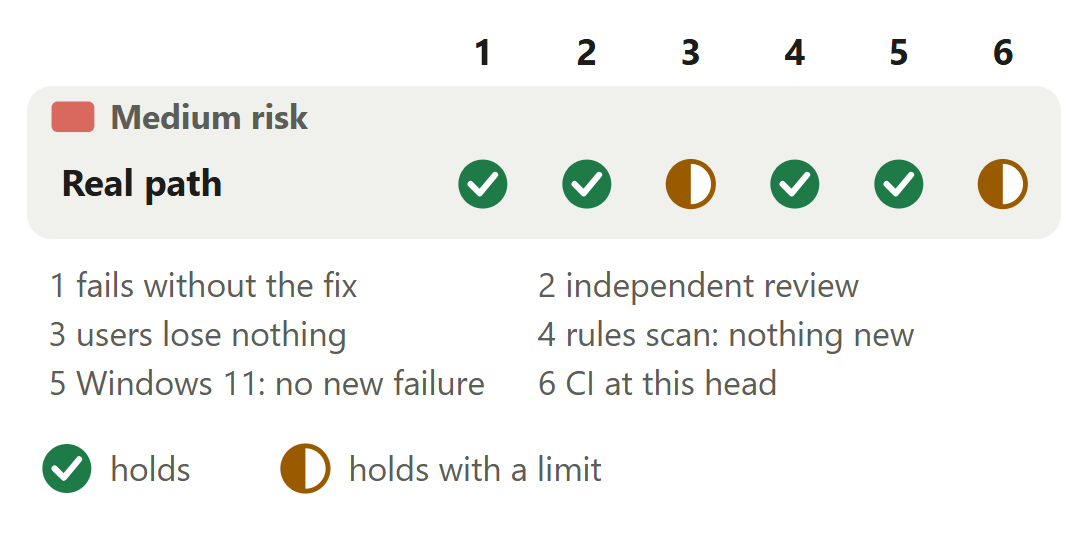 1 2 3 4 5 6
Medium risk
Real path
1 fails without the fix
2 independent review
3 users lose nothing
4 rules scan: nothing new
5 Windows 11: no new failure
6 CI at this head
holds
holds with a limit